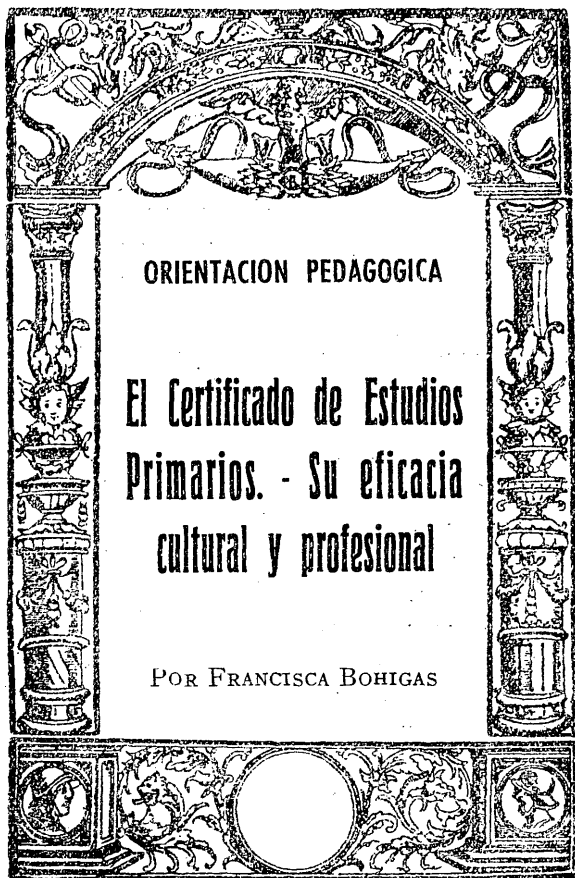 ORIENTACION PEDAGOGICA
El Certificado de Estudios
Primarios. - Su eficacia
cultural y profesional
POR FRANCISCA BOHIGAS